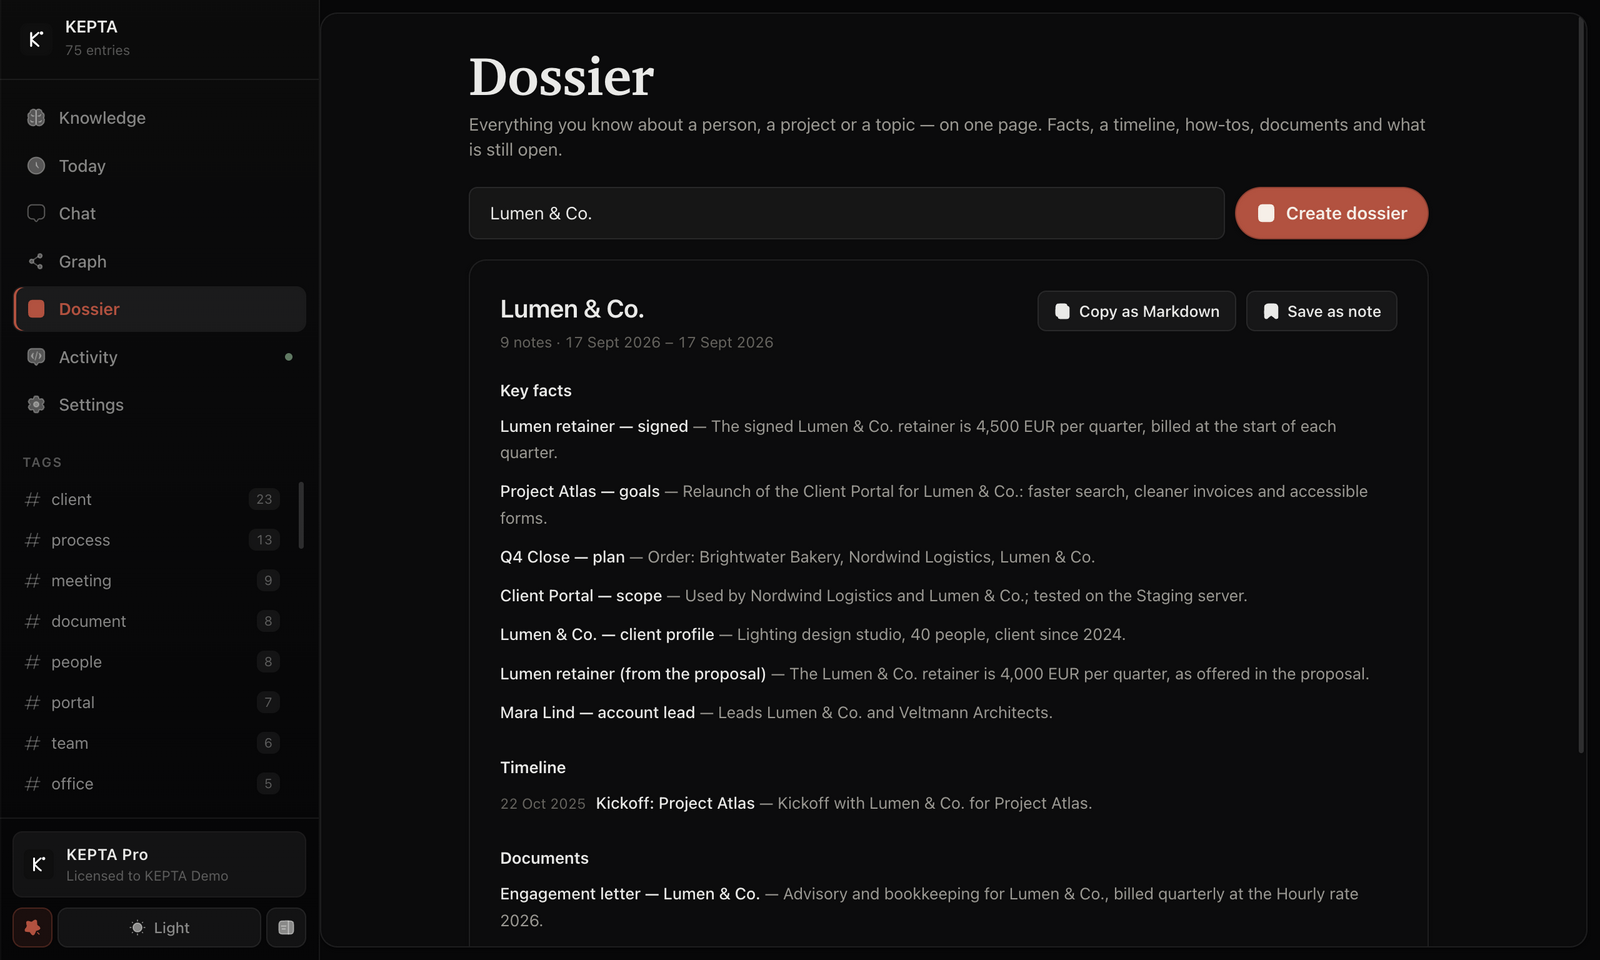 KEPTA
75 entries
Knowledge
Today
Chat
Graph
Dossier
Activity
Settings
TAGS
# client 23
# process 13
# meeting 9
# document 8
# people 8
# portal 7
# team 6
# office 5
KEPTA Pro
Licensed to KEPTA Demo
Light
Dossier
Everything you know about a person, a project or a topic — on one page. Facts, a timeline, how-tos, documents and what
is still open.
Lumen & Co.
Create dossier
Lumen & Co.
Copy as Markdown
Save as note
9 notes · 17 Sept 2026 – 17 Sept 2026
Key facts
Lumen retainer — signed — The signed Lumen & Co. retainer is 4,500 EUR per quarter, billed at the start of each
quarter.
Project Atlas — goals — Relaunch of the Client Portal for Lumen & Co.: faster search, cleaner invoices and accessible
forms.
Q4 Close — plan — Order: Brightwater Bakery, Nordwind Logistics, Lumen & Co.
Client Portal — scope — Used by Nordwind Logistics and Lumen & Co.; tested on the Staging server.
Lumen & Co. — client profile — Lighting design studio, 40 people, client since 2024.
Lumen retainer (from the proposal) — The Lumen & Co. retainer is 4,000 EUR per quarter, as offered in the proposal.
Mara Lind — account lead — Leads Lumen & Co. and Veltmann Architects.
Timeline
22 Oct 2025 Kickoff: Project Atlas — Kickoff with Lumen & Co. for Project Atlas.
Documents
Engagement letter — Lumen & Co. — Advisory and bookkeeping for Lumen & Co., billed quarterly at the Hourly rate
2026.